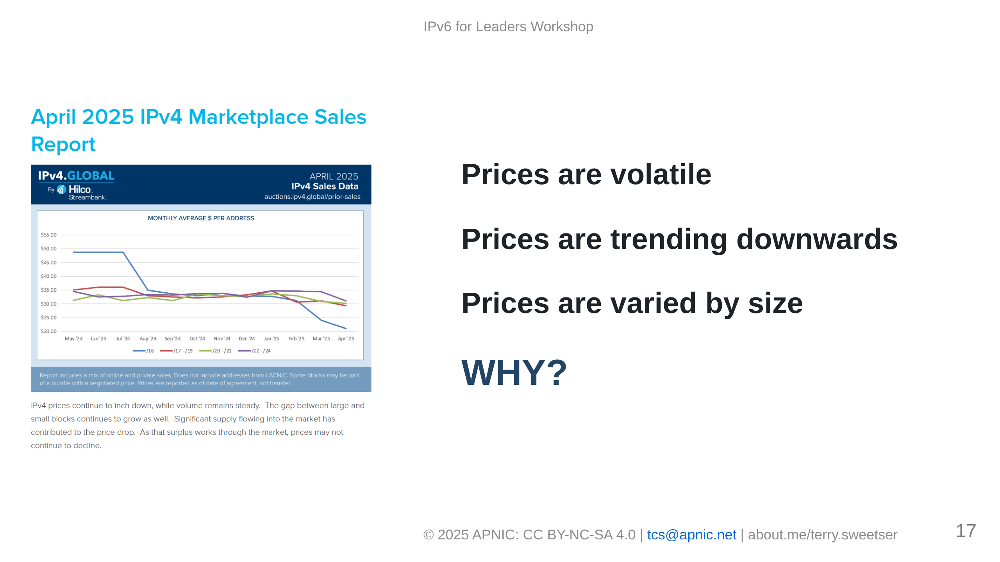 IPv6 for Leaders Workshop
April 2025 IPv4 Marketplace Sales
Report
IPv4.GLOBAL
By Hilco
Streambank
APRIL 2025
IPv4 Sales Data
auctions.ipv4.global/prior-sales
MONTHLY AVERAGE $ PER ADDRESS
$55.00
$50.00
$45.00
$40.00
$35.00
$30.00
$25.00
$20.00
May '24 Jun '24 Jul '24 Aug '24 Sep '24 Oct '24 Nov '24 Dec '24 Jan '25 Feb '25 Mar '25 Apr '25
/16 /17 - /19 /20 - /21 /22 - /24
Report includes a mix of online and private sales. Does not include addresses from LACNIC. Some blocks may be part
of a bundle with a negotiated price. Prices are reported as of date of agreement, not transfer.
IPv4 prices continue to inch down, while volume remains steady. The gap between large and
small blocks continues to grow as well. Significant supply flowing into the market has
contributed to the price drop. As that surplus works through the market, prices may not
continue to decline.
Prices are volatile
Prices are trending downwards
Prices are varied by size
WHY?
© 2025 APNIC: CC BY-NC-SA 4.0 | tcs@apnic.net | about.me/terry.sweetser
17